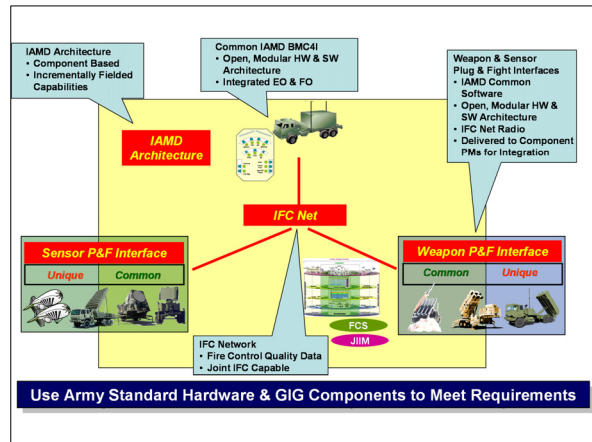 IAMD Architecture
• Component Based
• Incrementally Fielded
Capabilities
Common IAMD BMC4I
• Open, Modular HW & SW
Architecture
• Integrated EO & FO
Weapon & Sensor
Plug & Fight Interfaces
• IAMD Common
Software
• Open, Modular HW &
SW Architecture
• IFC Net Radio
• Delivered to Component
PMs for Integration
IAMD
Architecture
IFC Net
Sensor P&F Interface
Unique
Common
Weapon P&F Interface
Common
Unique
FCS
JIIM
IFC Network
• Fire Control Quality Data
• Joint IFC Capable
Use Army Standard Hardware & GIG Components to Meet Requirements